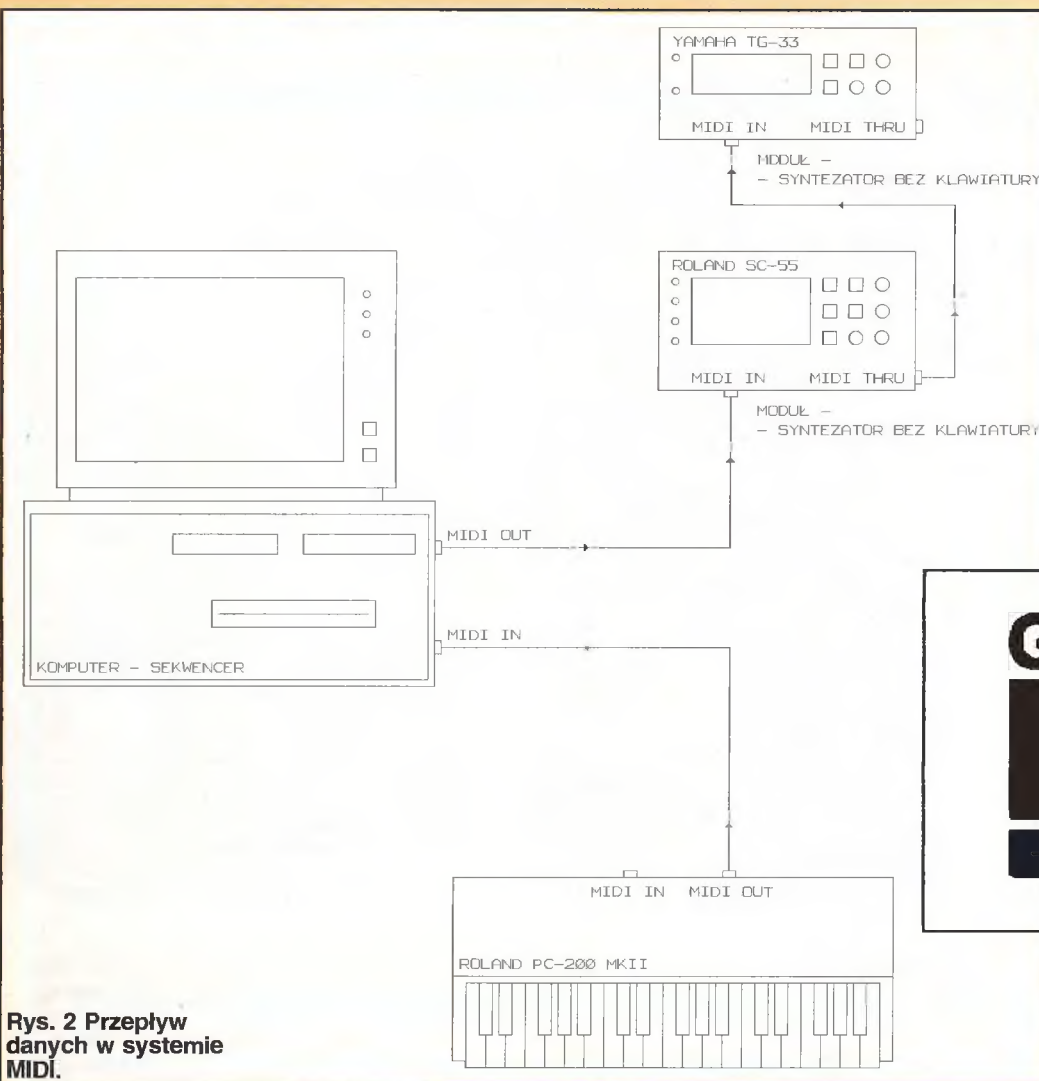 YAMAHA TG-33
MIDI IN MIDI THRU
MODUŁ -
- SYNTEZATOR BEZ KLAWIATURY
ROLAND SC-55
MIDI IN MIDI THRU
MODUŁ -
- SYNTEZATOR BEZ KLAWIATURY
MIDI OUT
MIDI IN
KOMPUTER - SEKWENCER
MIDI IN MIDI OUT
ROLAND PC-200 MKII
Rys. 2 Przepływ
danych w systemie
MIDI.